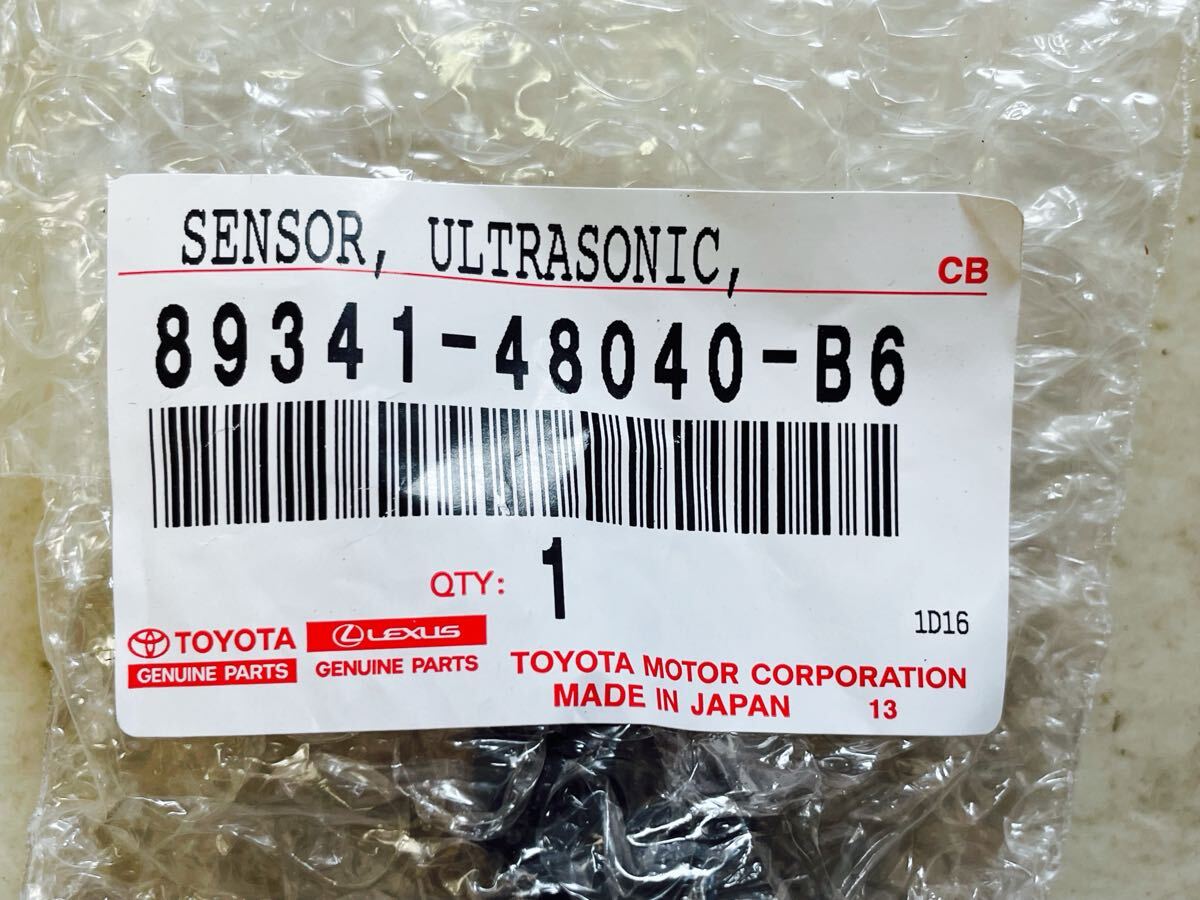 SENSOR, ULTRASONIC,
CB
89341-48040-B6
QTY: 1
1D16
TOYOTA
GENUINE PARTS
LEXUS
GENUINE PARTS
TOYOTA MOTOR CORPORATION
MADE IN JAPAN 13